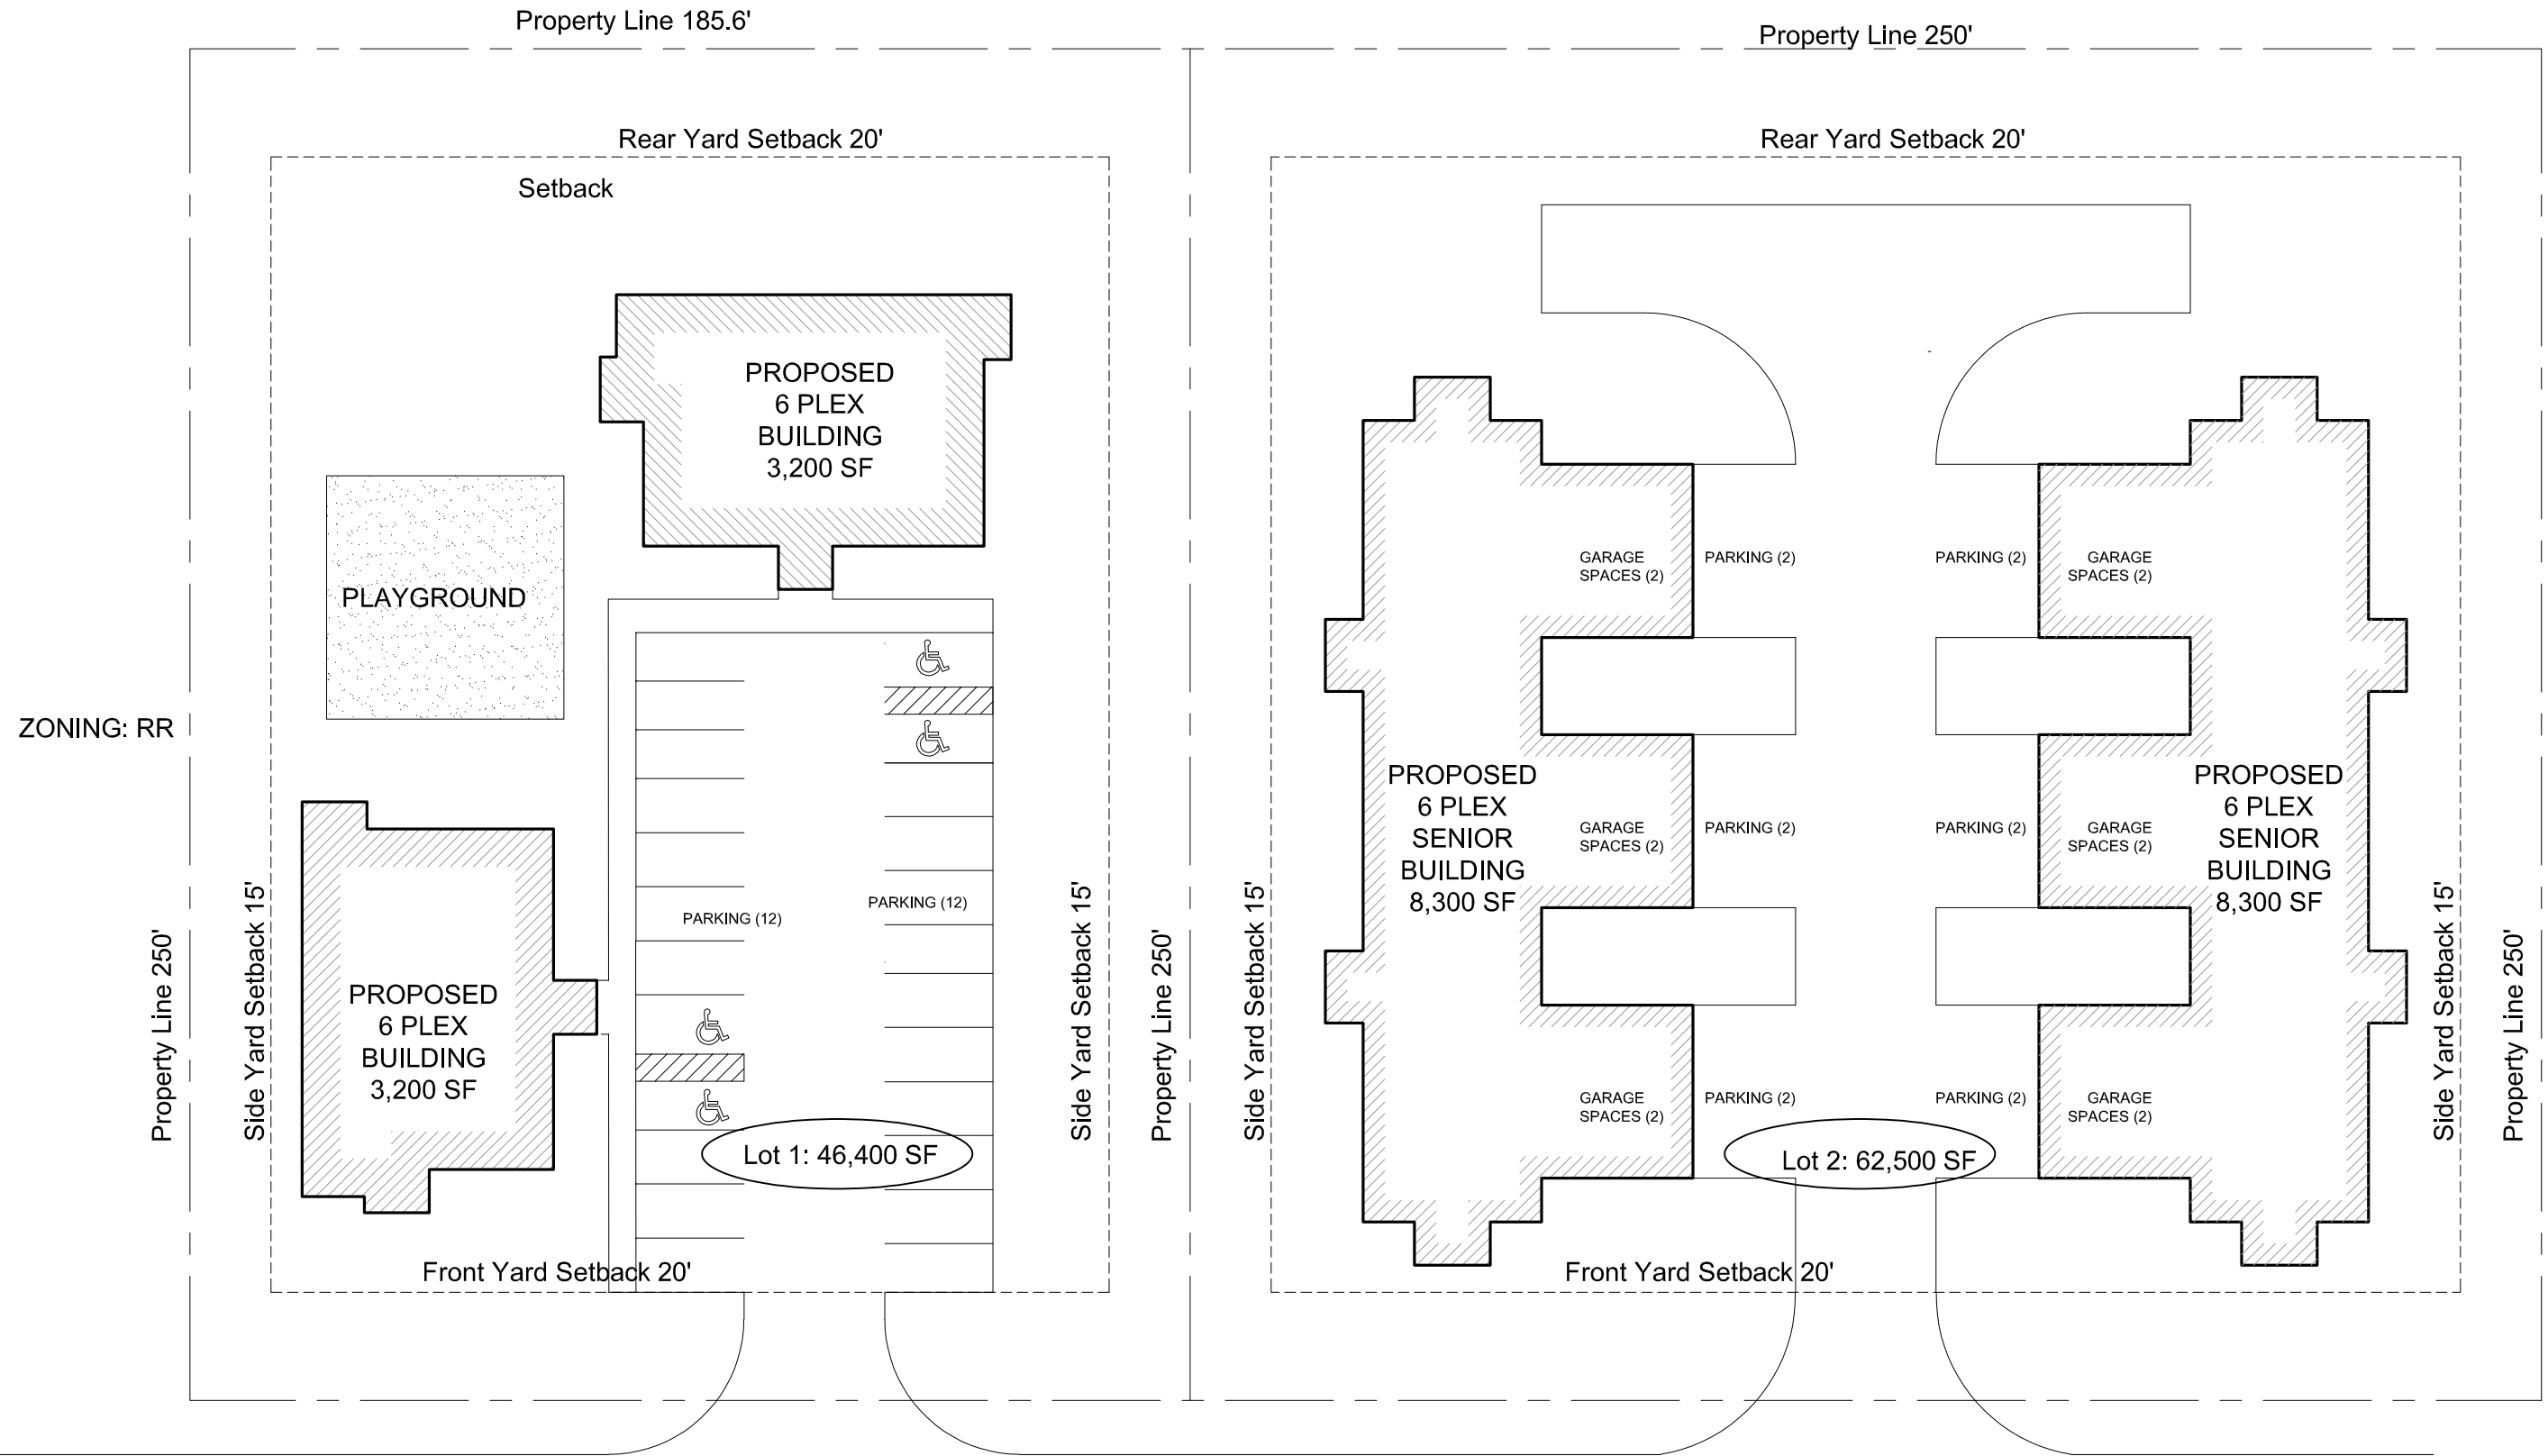 Property Line 185.6'
Property Line 250'
Rear Yard Setback 20'
Rear Yard Setback 20'
Setback
PROPOSED
6 PLEX
BUILDING
3,200 SF
PLAYGROUND
ZONING: RR
PROPOSED
6 PLEX
BUILDING
3,200 SF
PARKING (12)
PARKING (12)
Property Line 250'
Side Yard Setback 15'
Side Yard Setback 15'
Property Line 250'
Side Yard Setback 15'
Lot 1: 46,400 SF
Front Yard Setback 20'
GARAGE
SPACES (2)
PARKING (2)
PARKING (2)
GARAGE
SPACES (2)
PROPOSED
6 PLEX
SENIOR
BUILDING
8,300 SF
GARAGE
SPACES (2)
PARKING (2)
PARKING (2)
GARAGE
SPACES (2)
PROPOSED
6 PLEX
SENIOR
BUILDING
8,300 SF
GARAGE
SPACES (2)
PARKING (2)
PARKING (2)
GARAGE
SPACES (2)
Side Yard Setback 15'
Property Line 250'
Lot 2: 62,500 SF
Front Yard Setback 20'